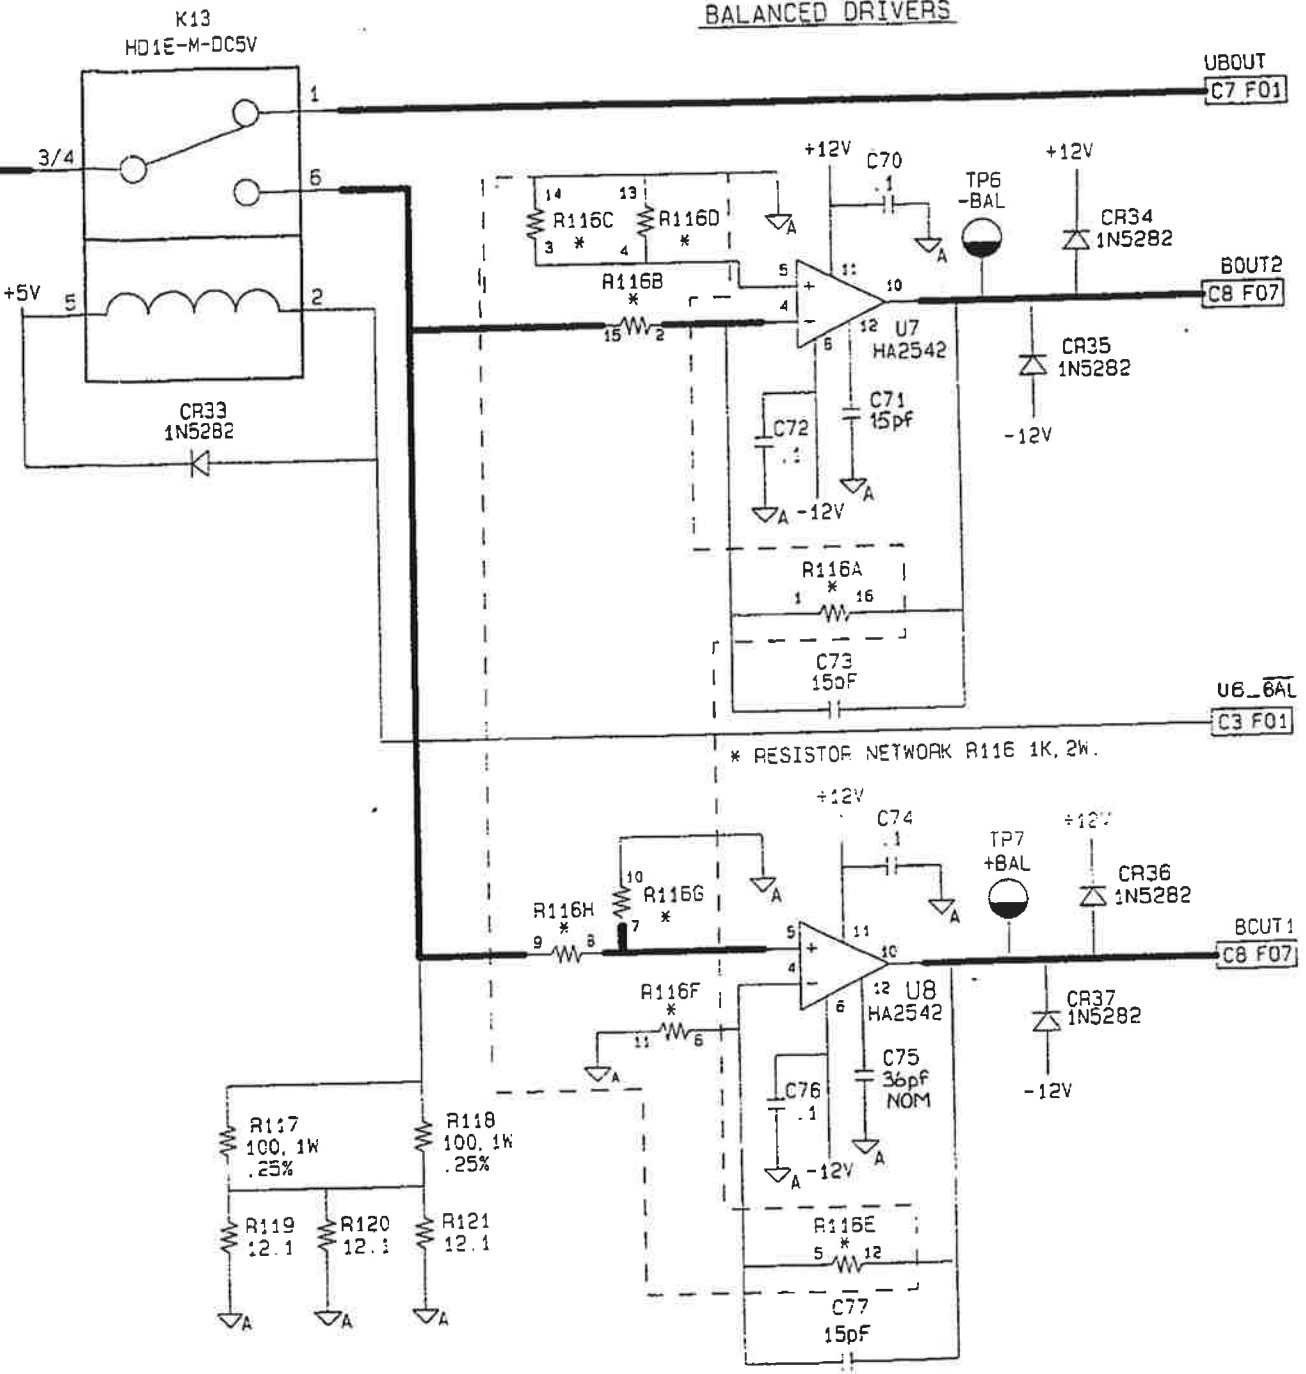 BALANCED DRIVERS
K13
HD1E-M-DC5V
1
3/4
6
+5V
5
2
CR33
1N5282
UBOUT
C7 F01
14
R116C
*
3
13
R116D
*
4
A
R116B
*
15
2
+12V
C70
.1
A
5
+
4
-
11
10
12
6
U7
HA2542
TP6
-BAL
+12V
CR34
1N5282
BOUT2
C8 F07
CR35
1N5282
-12V
C72
.1
A
-12V
C71
15pf
A
R116A
*
1
16
C73
15pF
U6_BAL
C3 F01
* RESISTOR NETWORK R116 1K, 2W.
+12V
C74
.1
A
10
R116G
*
7
A
R116H
*
9
8
5
+
4
-
11
10
12
6
U8
HA2542
TP7
+BAL
+12V
CR36
1N5282
BOUT1
C8 F07
CR37
1N5282
-12V
R116F
*
11
6
A
C76
.1
A
-12V
C75
36pf
NOM
A
R117
100, 1W
.25%
R118
100, 1W
.25%
R119
12.1
R120
12.1
R121
12.1
A
A
A
R116E
*
5
12
C77
15pF